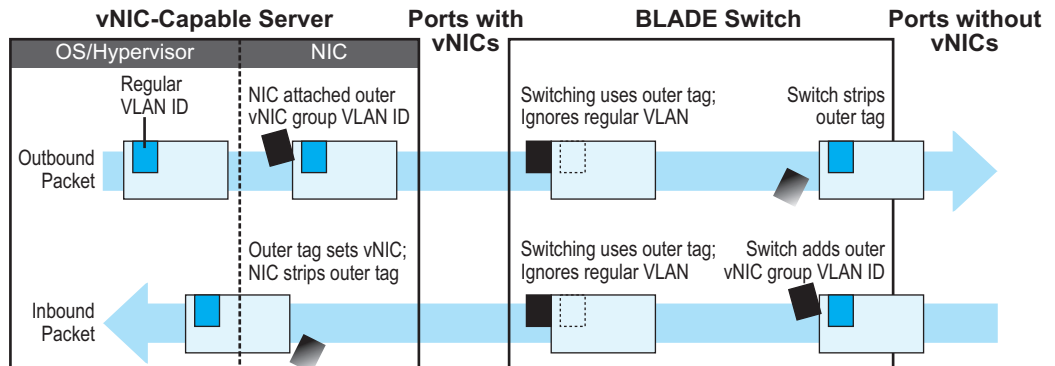 vNIC-Capable Server
Ports with
vNICs
BLADE Switch
Ports without
vNICs
OS/Hypervisor
NIC
Regular
VLAN ID
NIC attached outer
vNIC group VLAN ID
Switching uses outer tag;
Ignores regular VLAN
Switch strips
outer tag
Outbound
Packet
Outer tag sets vNIC;
NIC strips outer tag
Switching uses outer tag;
Ignores regular VLAN
Switch adds outer
vNIC group VLAN ID
Inbound
Packet